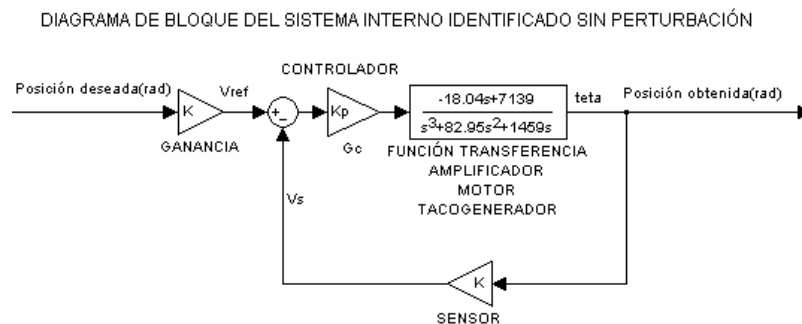 DIAGRAMA DE BLOQUE DEL SISTEMA INTERNO IDENTIFICADO SIN PERTURBACIÓN
CONTROLADOR
Posición deseada(rad)
Vref
K
GANANCIA
+
-
Kp
Gc
-18.04s+7139
s³+82.95s²+1459s
teta
Posición obtenida(rad)
FUNCIÓN TRANSFERENCIA
AMPLIFICADOR
MOTOR
TACOGENERADOR
Vs
K
SENSOR